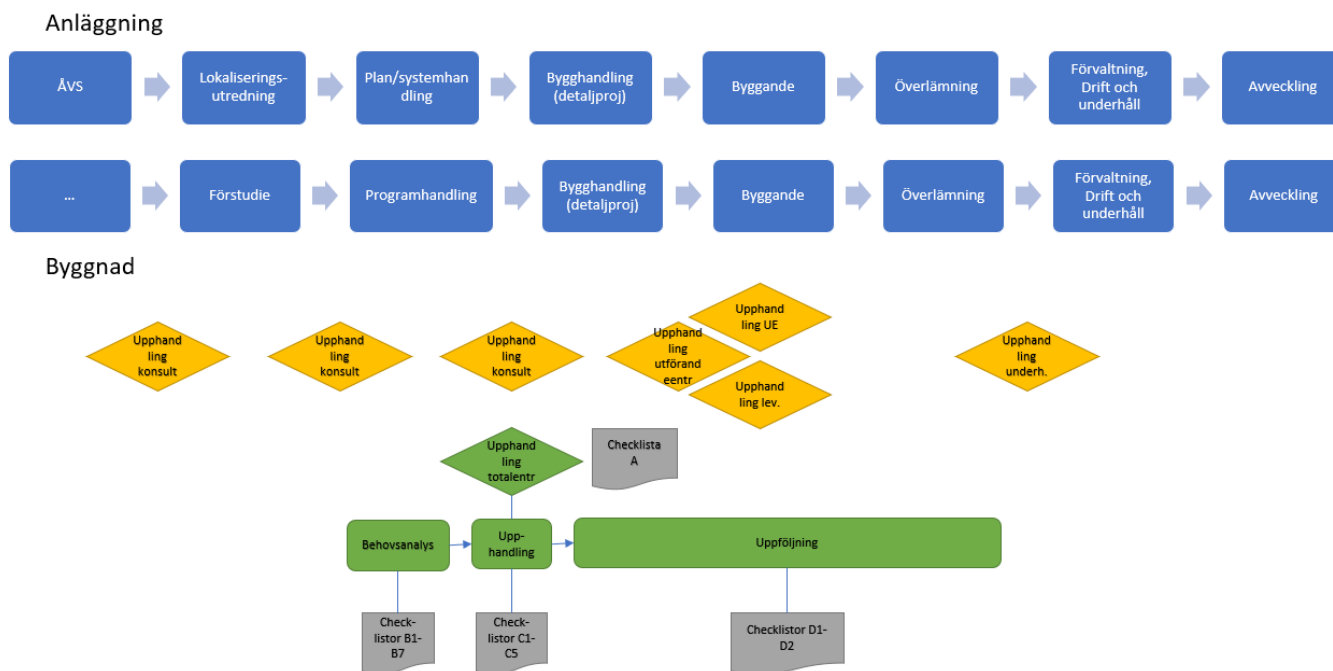 Anläggning
ÅVS
Lokaliserings-
utredning
Plan/systemhan
dling
Bygghandling
(detaljproj)
Byggande
Överlämning
Förvaltning,
Drift och
underhåll
Avveckling
...
Förstudie
Programhandling
Bygghandling
(detaljproj)
Byggande
Överlämning
Förvaltning,
Drift och
underhåll
Avveckling
Byggnad
Upphand
ling
konsult
Upphand
ling
konsult
Upphand
ling
konsult
Upphand
ling
utförand
eentr
Upphand
ling UE
Upphand
ling lev.
Upphand
ling
underh.
Upphand
ling
totalentr
Checklista
A
Behovsanalys
Upp-
handling
Uppföljning
Check-
listor B1-
B7
Check-
listor C1-
C5
Checklistor D1-
D2